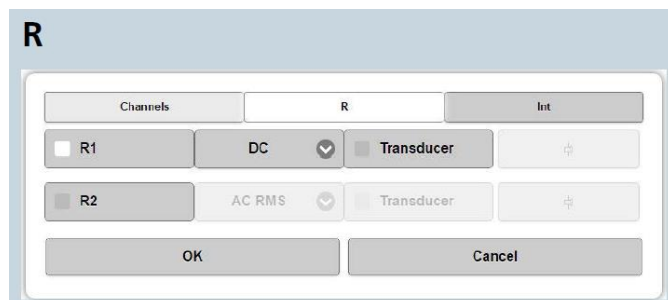 R
Channels R Int
R1 DC Transducer
R2 AC RMS Transducer
OK Cancel